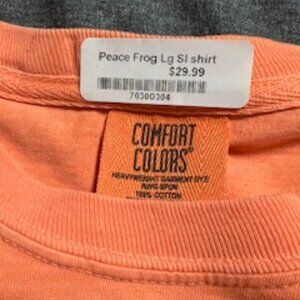 Peace Frog Lg Sl shirt
$29.99
70300304
COMFORT
COLORS®
HEAVYWEIGHT GARMENT DYE
RING SPUN
100% COTTON